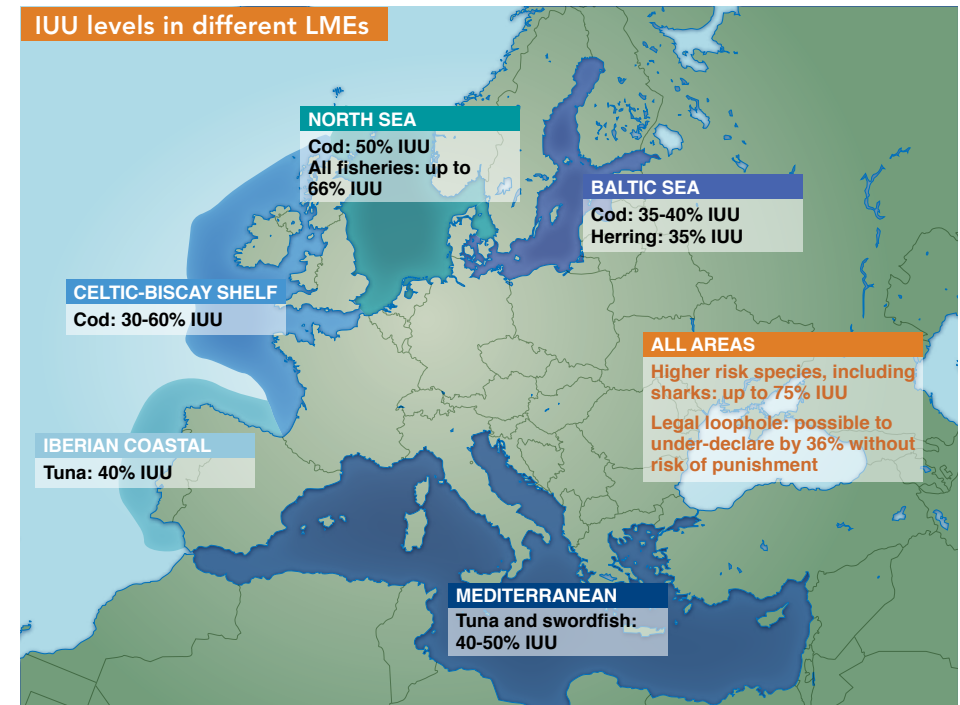 IUU levels in different LMEs
NORTH SEA
Cod: 50% IUU
All fisheries: up to
66% IUU
BALTIC SEA
Cod: 35-40% IUU
Herring: 35% IUU
CELTIC-BISCAY SHELF
Cod: 30-60% IUU
ALL AREAS
Higher risk species, including
sharks: up to 75% IUU
Legal loophole: possible to
under-declare by 36% without
risk of punishment
IBERIAN COASTAL
Tuna: 40% IUU
MEDITERRANEAN
Tuna and swordfish:
40-50% IUU